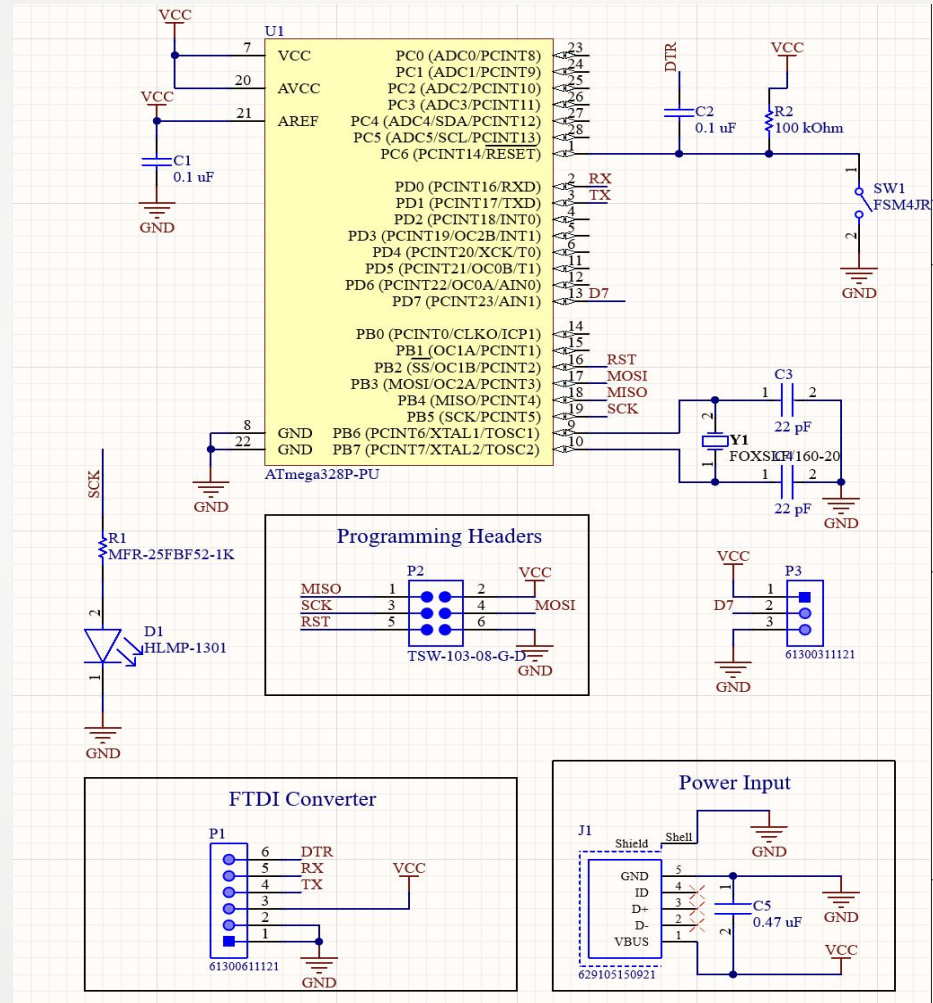 VCC
U1
7 VCC
20 AVCC
VCC
21 AREF
C1
0.1 uF
GND
PC0 (ADC0/PCINT8) 23
PC1 (ADC1/PCINT9) 24
PC2 (ADC2/PCINT10) 25
PC3 (ADC3/PCINT11) 26
PC4 (ADC4/SDA/PCINT12) 27
PC5 (ADC5/SCL/PCINT13) 28
PC6 (PCINT14/RESET) 1
PD0 (PCINT16/RXD) 2 RX
PD1 (PCINT17/TXD) 3 TX
PD2 (PCINT18/INT0) 4
PD3 (PCINT19/OC2B/INT1) 5
PD4 (PCINT20/XCK/T0) 6
PD5 (PCINT21/OC0B/T1) 11
PD6 (PCINT22/OC0A/AIN0) 12
PD7 (PCINT23/AIN1) 13 D7
PB0 (PCINT0/CLKO/ICP1) 14
PB1 (OC1A/PCINT1) 15
PB2 (SS/OC1B/PCINT2) 16 RST
PB3 (MOSI/OC2A/PCINT3) 17 MOSI
PB4 (MISO/PCINT4) 18 MISO
PB5 (SCK/PCINT5) 19 SCK
8 GND PB6 (PCINT6/XTAL1/TOSC1) 9
22 GND PB7 (PCINT7/XTAL2/TOSC2) 10
ATmega328P-PU
GND
DTR
C2
0.1 uF
VCC
R2
100 kOhm
1
SW1
FSM4JR
2
GND
C3
1 2
22 pF
2
Y1
1
1 2
22 pF
GND
SCK
R1
MFR-25FBF52-1K
2
D1
HLMP-1301
1
GND
Programming Headers
P2
MISO 1 2 VCC
SCK 3 4 MOSI
RST 5 6
TSW-103-08-G-D
GND
VCC
P3
1
D7 2
3
61300311121
GND
FTDI Converter
P1
6 DTR
5 RX
4 TX
3 VCC
2
1
61300611121
GND
Power Input
J1
Shield Shell
GND
GND 5
ID 4
D+ 3
D- 2
VBUS 1
1
C5
0.47 uF
2
GND
VCC
629105150921